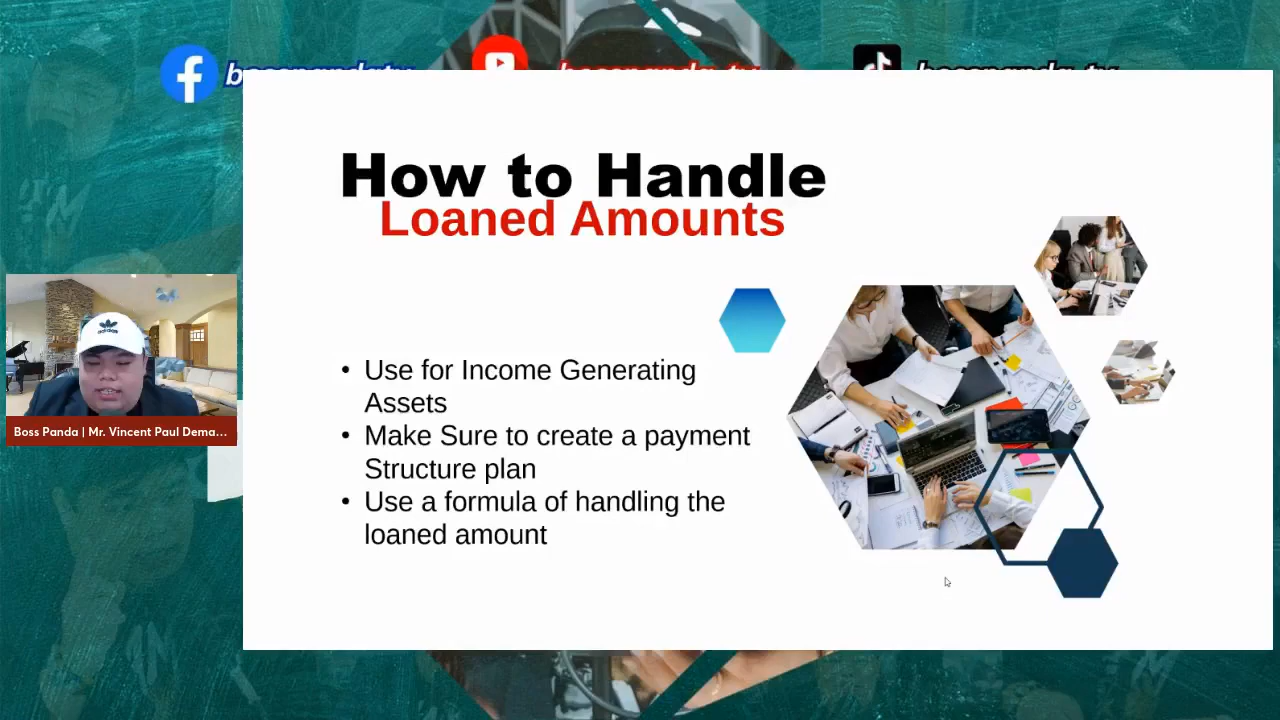 How to Handle
Loaned Amounts
• Use for Income Generating
Assets
• Make Sure to create a payment
Structure plan
• Use a formula of handling the
loaned amount
adidas
Boss Panda | Mr. Vincent Paul Dema...